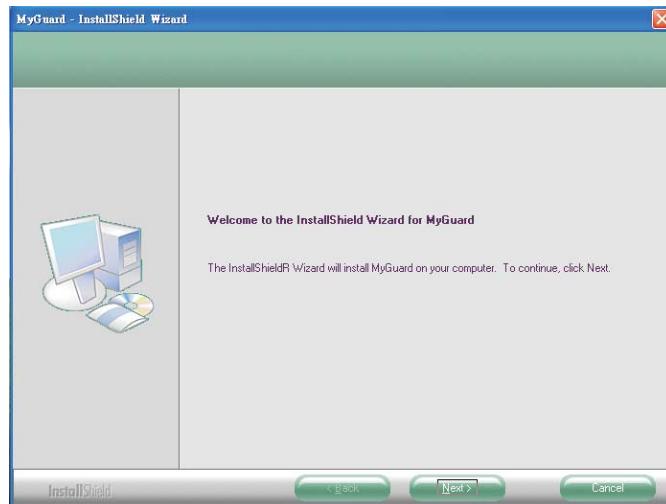 MyGuard - InstallShield Wizard
Welcome to the InstallShield Wizard for MyGuard
The InstallShieldR Wizard will install MyGuard on your computer. To continue, click Next.
InstallShield
< Back
Next >
Cancel